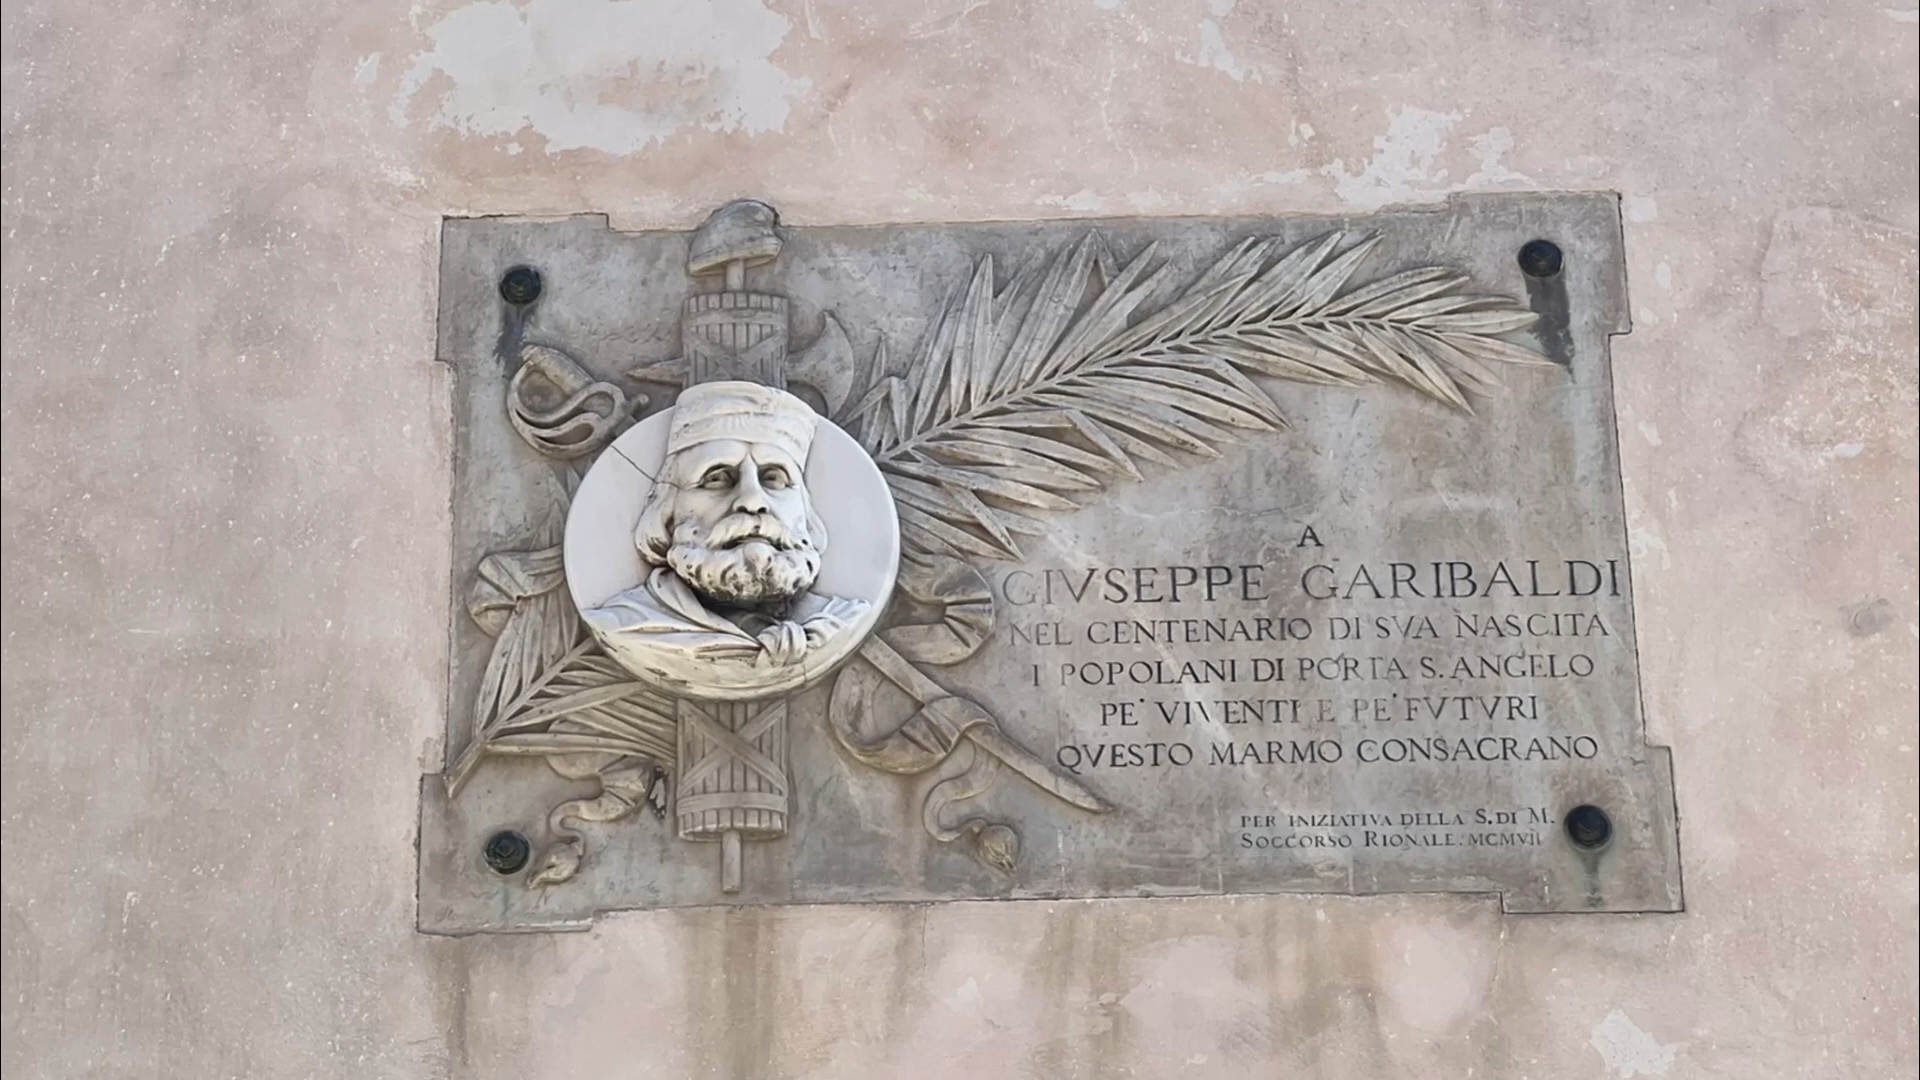 A
GIVSEPPE GARIBALDI
NEL CENTENARIO DI SVA NASCITA
I POPOLANI DI PORTA S. ANGELO
PE' VIVENTI E PE' FVTVRI
QVESTO MARMO CONSACRANO
PER INIZIATIVA DELLA S. DI M.
SOCCORSO RIONALE. MCMVII